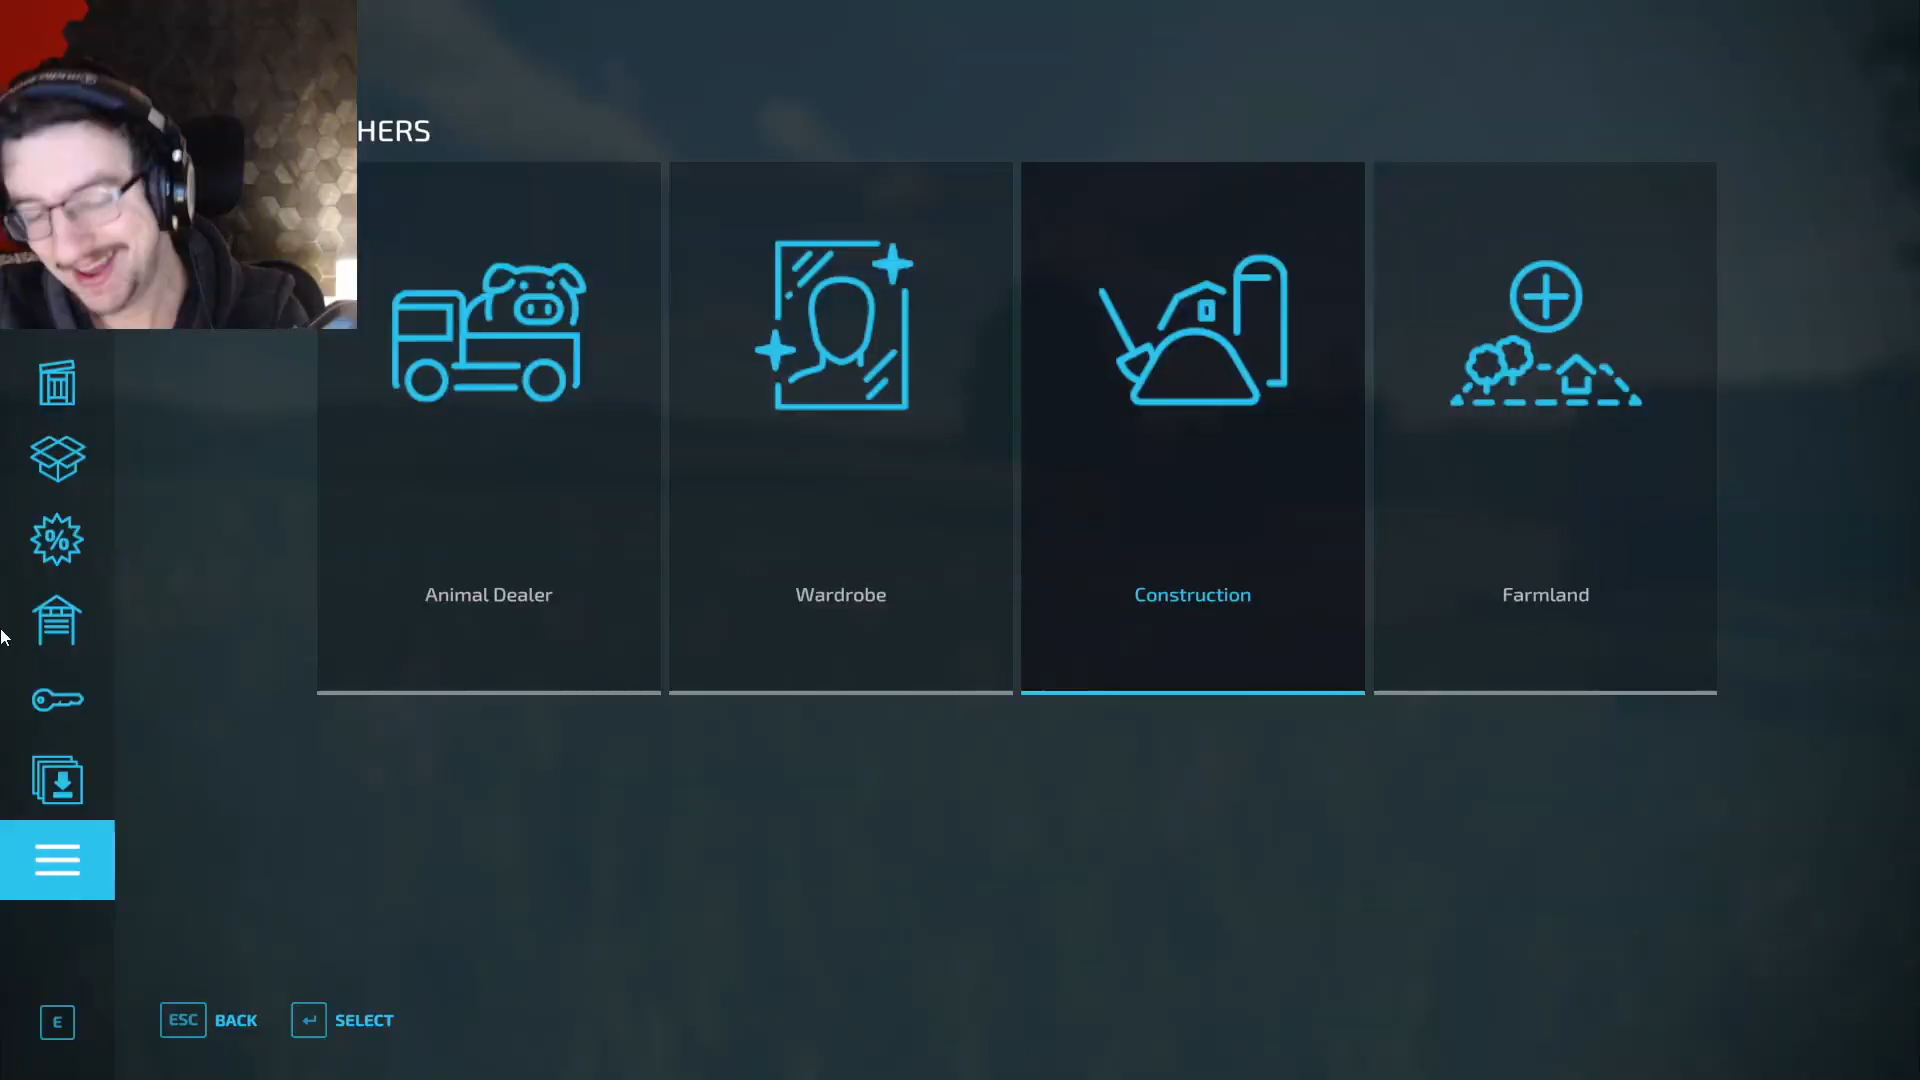 HERS
Animal Dealer
Wardrobe
Construction
Farmland
%
E
ESC BACK
SELECT